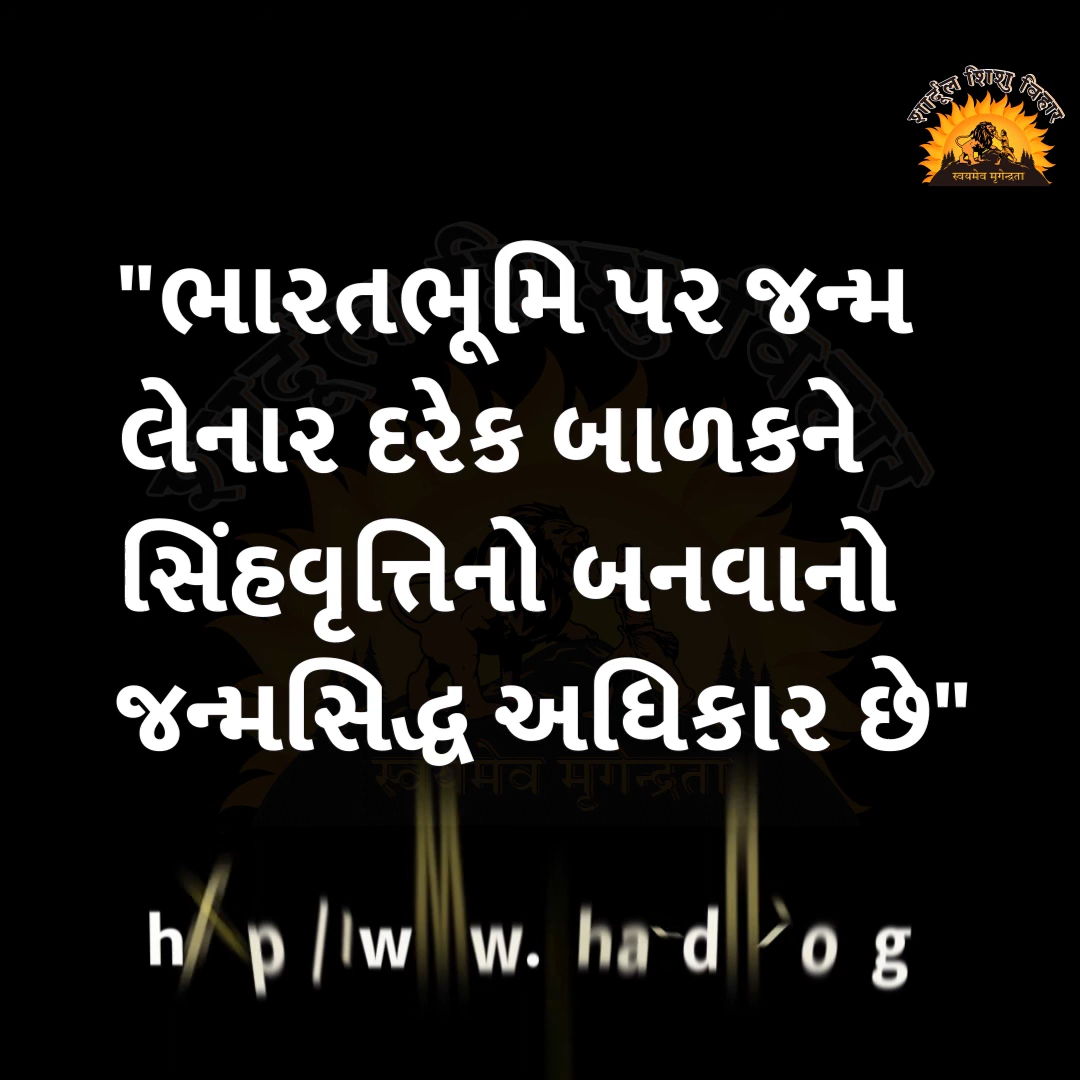 शार्दूल शिशु विहार
स्वयमेव मृगेन्द्रता
"ભારતભૂમિ પર જન્મ
લેનાર દરેક બાળકને
સિંહવૃત્તિનો બનવાનો
જન્મસિદ્ધ અધિકાર છે"